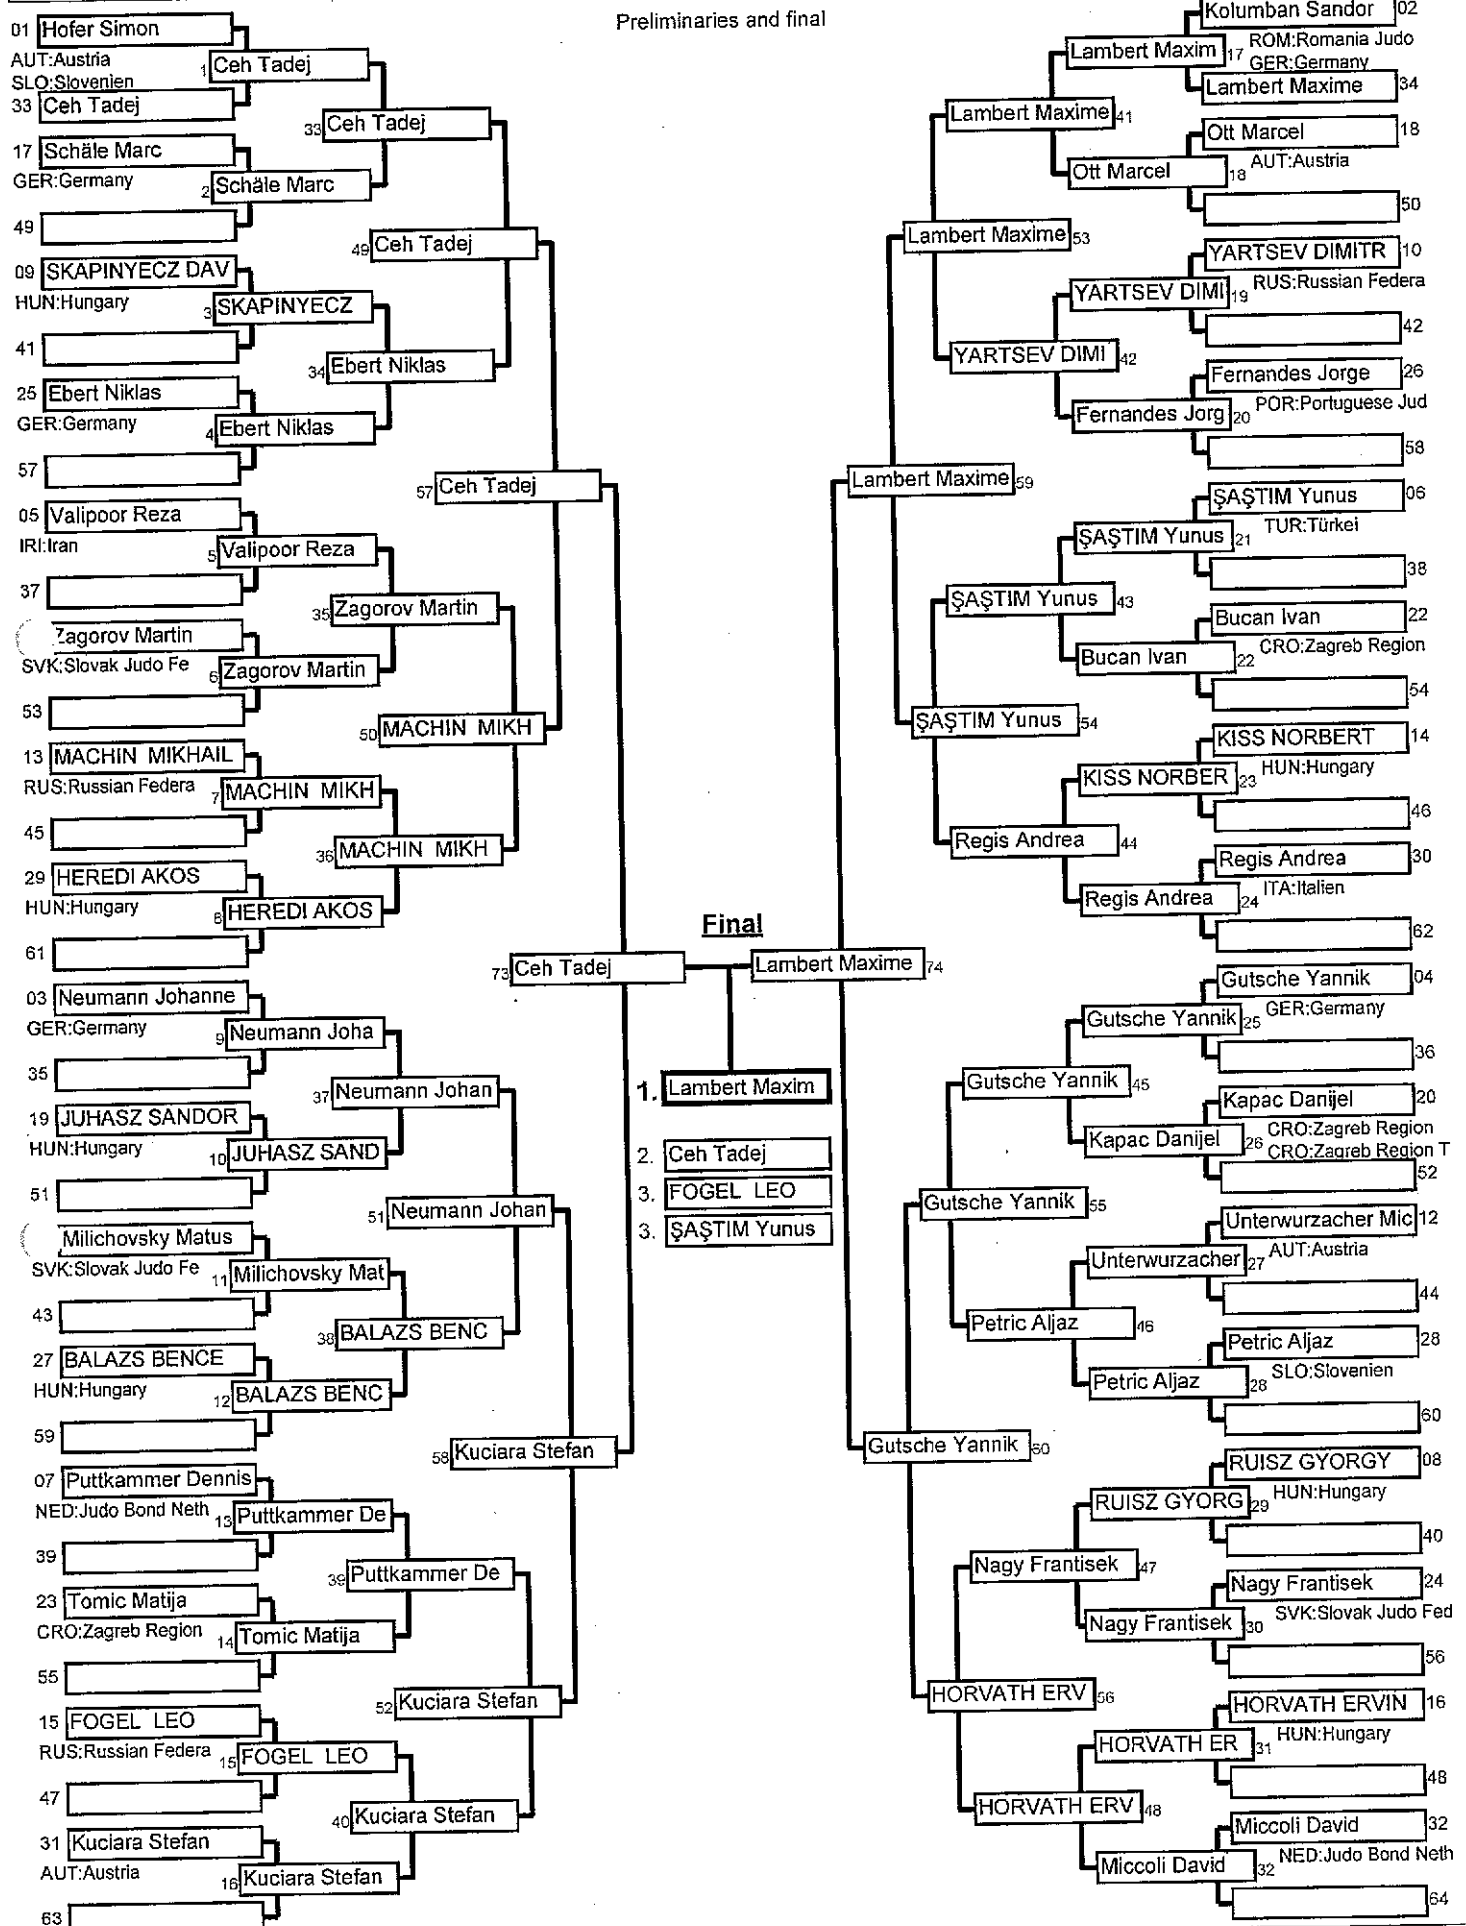 Preliminaries and final
01 Hofer Simon
AUT:Austria
1 Ceh Tadej
SLO:Slovenien
33 Ceh Tadej
33 Ceh Tadej
17 Schäle Marc
GER:Germany
2 Schäle Marc
49
49 Ceh Tadej
09 SKAPINYECZ DAV
HUN:Hungary
3 SKAPINYECZ
41
34 Ebert Niklas
25 Ebert Niklas
GER:Germany
4 Ebert Niklas
57
57 Ceh Tadej
05 Valipoor Reza
IRI:Iran
5 Valipoor Reza
37
35 Zagorov Martin
Zagorov Martin
SVK:Slovak Judo Fe
6 Zagorov Martin
53
50 MACHIN MIKH
13 MACHIN MIKHAIL
RUS:Russian Federa
7 MACHIN MIKH
45
36 MACHIN MIKH
29 HEREDI AKOS
HUN:Hungary
8 HEREDI AKOS
61
73 Ceh Tadej
03 Neumann Johanne
GER:Germany
9 Neumann Joha
35
37 Neumann Johan
19 JUHASZ SANDOR
HUN:Hungary
10 JUHASZ SAND
51
51 Neumann Johan
Milichovsky Matus
SVK:Slovak Judo Fe
11 Milichovsky Mat
43
38 BALAZS BENC
27 BALAZS BENCE
HUN:Hungary
12 BALAZS BENC
59
58 Kuciara Stefan
07 Puttkammer Dennis
NED:Judo Bond Neth
13 Puttkammer De
39
39 Puttkammer De
23 Tomic Matija
CRO:Zagreb Region
14 Tomic Matija
55
52 Kuciara Stefan
15 FOGEL LEO
RUS:Russian Federa
15 FOGEL LEO
47
40 Kuciara Stefan
31 Kuciara Stefan
AUT:Austria
16 Kuciara Stefan
63
Final
1. Lambert Maxim
2. Ceh Tadej
3. FOGEL LEO
3. ŞAŞTIM Yunus
Kolumban Sandor 02
Lambert Maxim 17
ROM:Romania Judo
GER:Germany
Lambert Maxime 34
Lambert Maxime 41
Ott Marcel 18
Ott Marcel 18
AUT:Austria
50
Lambert Maxime 53
YARTSEV DIMITR 10
YARTSEV DIMI 19
RUS:Russian Federa
42
YARTSEV DIMI 42
Fernandes Jorge 26
Fernandes Jorg 20
POR:Portuguese Jud
58
Lambert Maxime 59
ŞAŞTIM Yunus 06
ŞAŞTIM Yunus 21
TUR:Türkei
38
ŞAŞTIM Yunus 43
Bucan Ivan 22
Bucan Ivan 22
CRO:Zagreb Region
54
ŞAŞTIM Yunus 54
KISS NORBERT 14
KISS NORBER 23
HUN:Hungary
46
Regis Andrea 44
Regis Andrea 30
Regis Andrea 24
ITA:Italien
62
Lambert Maxime 74
Gutsche Yannik 04
Gutsche Yannik 25
GER:Germany
36
Gutsche Yannik 45
Kapac Danijel 20
Kapac Danijel 26
CRO:Zagreb Region
CRO:Zagreb Region T
52
Gutsche Yannik 55
Unterwurzacher Mic 12
Unterwurzacher 27
AUT:Austria
44
Petric Aljaz 46
Petric Aljaz 28
Petric Aljaz 28
SLO:Slovenien
60
Gutsche Yannik 60
RUISZ GYORGY 08
RUISZ GYORG 29
HUN:Hungary
40
Nagy Frantisek 47
Nagy Frantisek 24
Nagy Frantisek 30
SVK:Slovak Judo Fed
56
HORVATH ERV 56
HORVATH ERVIN 16
HORVATH ER 31
HUN:Hungary
48
HORVATH ERV 48
Miccoli David 32
Miccoli David 32
NED:Judo Bond Neth
64